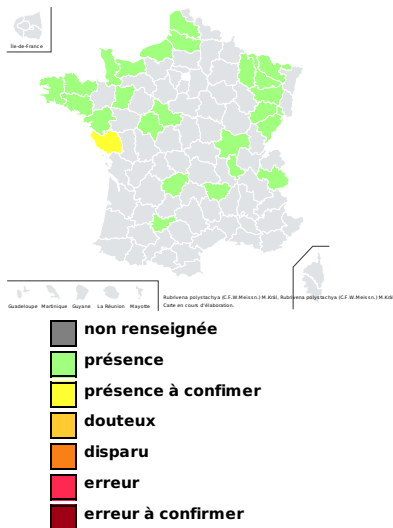 Île-de-France
Guadeloupe Martinique Guyane La Réunion Mayotte
Rubrivena polystachya (C.F.W.Meissn.) M.Král, Rubrivena polystachya (C.F.W.Meissn.) M.Král
Carte en cours d'élaboration.
non renseignée
présence
présence à confimer
douteux
disparu
erreur
erreur à confirmer